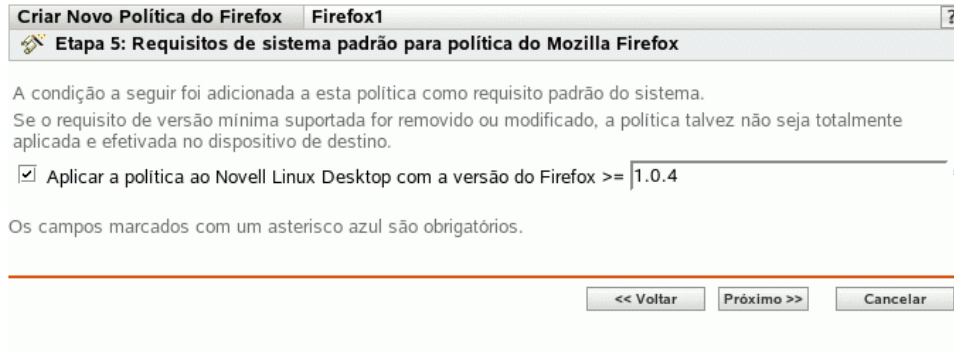 Criar Novo Política do Firefox Firefox1 ?
Etapa 5: Requisitos de sistema padrão para política do Mozilla Firefox
A condição a seguir foi adicionada a esta política como requisito padrão do sistema.
Se o requisito de versão mínima suportada for removido ou modificado, a política talvez não seja totalmente
aplicada e efetivada no dispositivo de destino.
Aplicar a política ao Novell Linux Desktop com a versão do Firefox >= 1.0.4
Os campos marcados com um asterisco azul são obrigatórios.
<< Voltar Próximo >> Cancelar